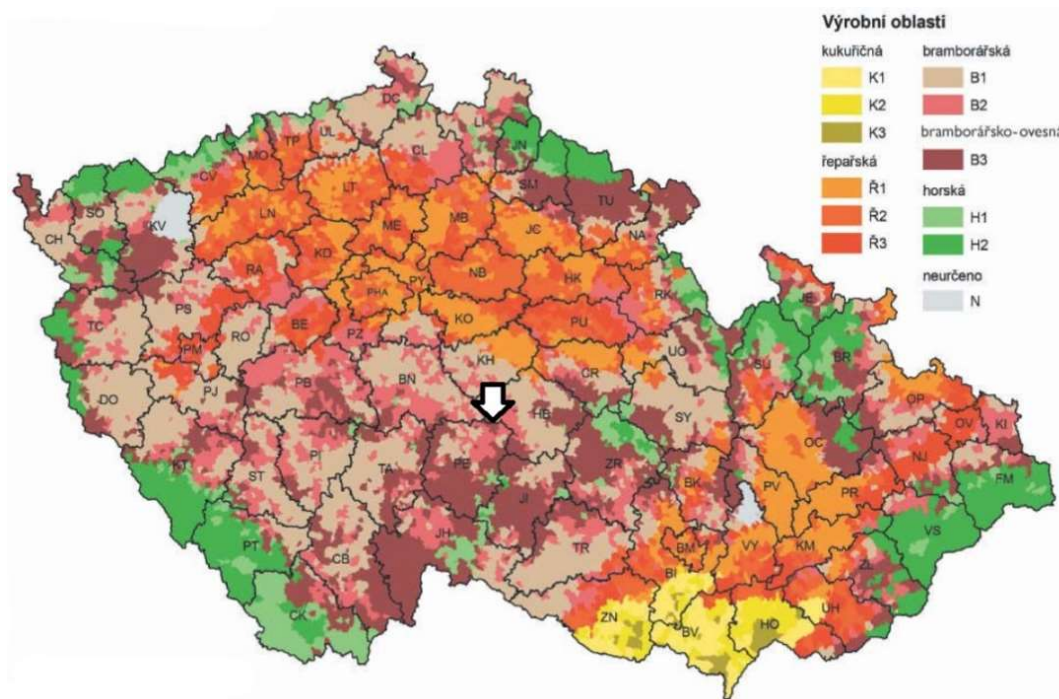 Výrobní oblasti
kukuřičná
K1
K2
K3
řepařská
Ř1
Ř2
Ř3
bramborářská
B1
B2
bramborářsko-ovesná
B3
horská
H1
H2
neurčeno
N
DC
LI
UL
TP
CL
JN
MO
CV
LT
TU
SO
KV
LN
ME
MB
JC
NA
CH
RA
KD
NB
HK
PHA
PY
RK
JE
TC
PS
BE
KO
PU
RO
PZ
PM
KH
UO
SU
BR
CR
DO
PJ
PB
BN
OP
HB
SY
OV
KI
KT
ST
PI
TA
PE
ZR
OC
NJ
BK
FM
JI
PV
PR
PT
CB
JH
TR
BM
VY
KM
VS
BI
ZL
CK
ZN
BV
HO
UH